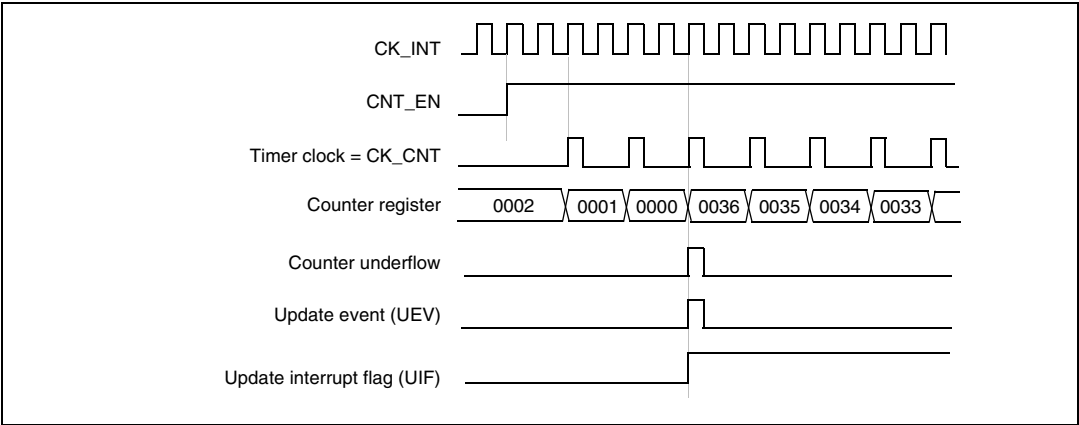 CK_INT
CNT_EN
Timer clock = CK_CNT
Counter register
0002 0001 0000 0036 0035 0034 0033
Counter underflow
Update event (UEV)
Update interrupt flag (UIF)